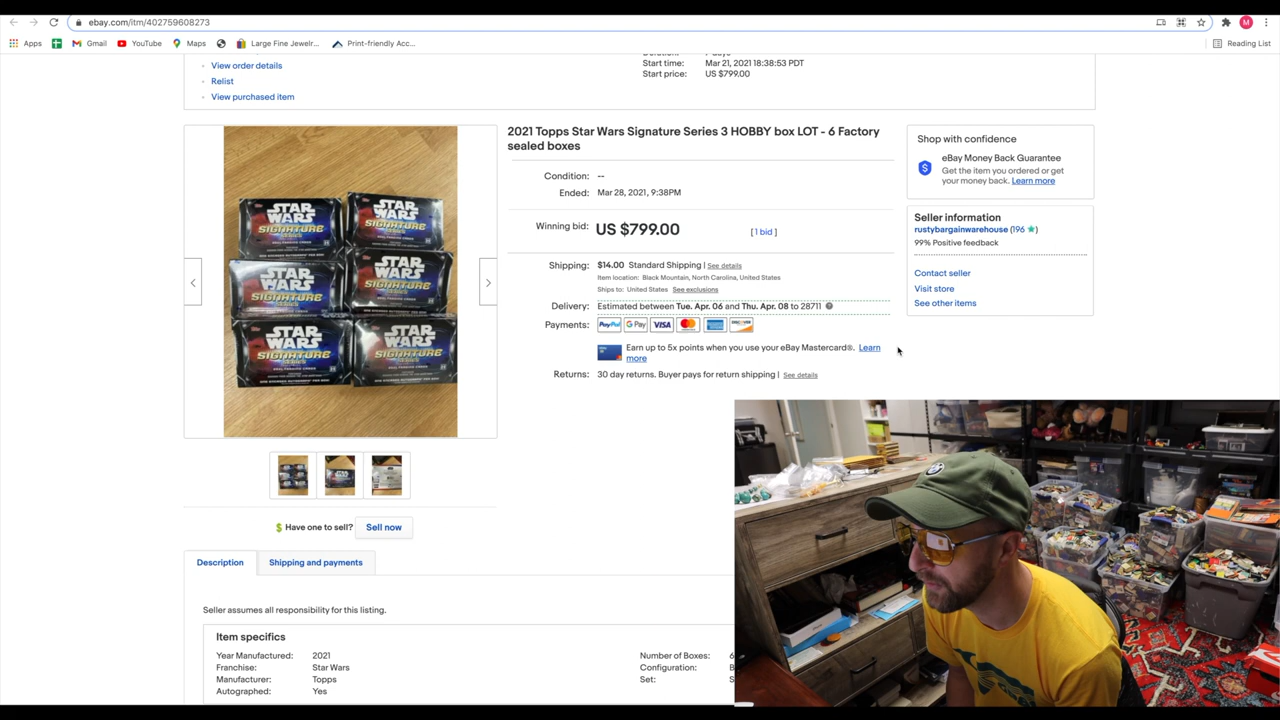 ebay.com/itm/402759608273
Apps
Gmail
YouTube
Maps
Large Fine Jewelr...
Print-friendly Acc...
Reading List
View order details
Relist
View purchased item
Start time: Mar 21, 2021 18:38:53 PDT
Start price: US $799.00
2021 Topps Star Wars Signature Series 3 HOBBY box LOT - 6 Factory
sealed boxes
Condition: --
Ended: Mar 28, 2021, 9:38PM
Winning bid: US $799.00 [ 1 bid ]
Shipping: $14.00 Standard Shipping | See details
Item location: Black Mountain, North Carolina, United States
Ships to: United States See exclusions
Delivery: Estimated between Tue. Apr. 06 and Thu. Apr. 08 to 28711
Payments: PayPal G Pay VISA
Earn up to 5x points when you use your eBay Mastercard®. Learn
more
Returns: 30 day returns. Buyer pays for return shipping | See details
Shop with confidence
eBay Money Back Guarantee
Get the item you ordered or get
your money back. Learn more
Seller information
rustybargainwarehouse (196 )
99% Positive feedback
Contact seller
Visit store
See other items
STAR WARS SIGNATURE SERIES
STAR WARS SIGNATURE SERIES
STAR WARS SIGNATURE SERIES
STAR WARS SIGNATURE SERIES
STAR WARS SIGNATURE SERIES
STAR WARS SIGNATURE SERIES
Have one to sell? Sell now
Description
Shipping and payments
Seller assumes all responsibility for this listing.
Item specifics
Year Manufactured: 2021
Franchise: Star Wars
Manufacturer: Topps
Autographed: Yes
Number of Boxes: 6
Configuration: B
Set: S